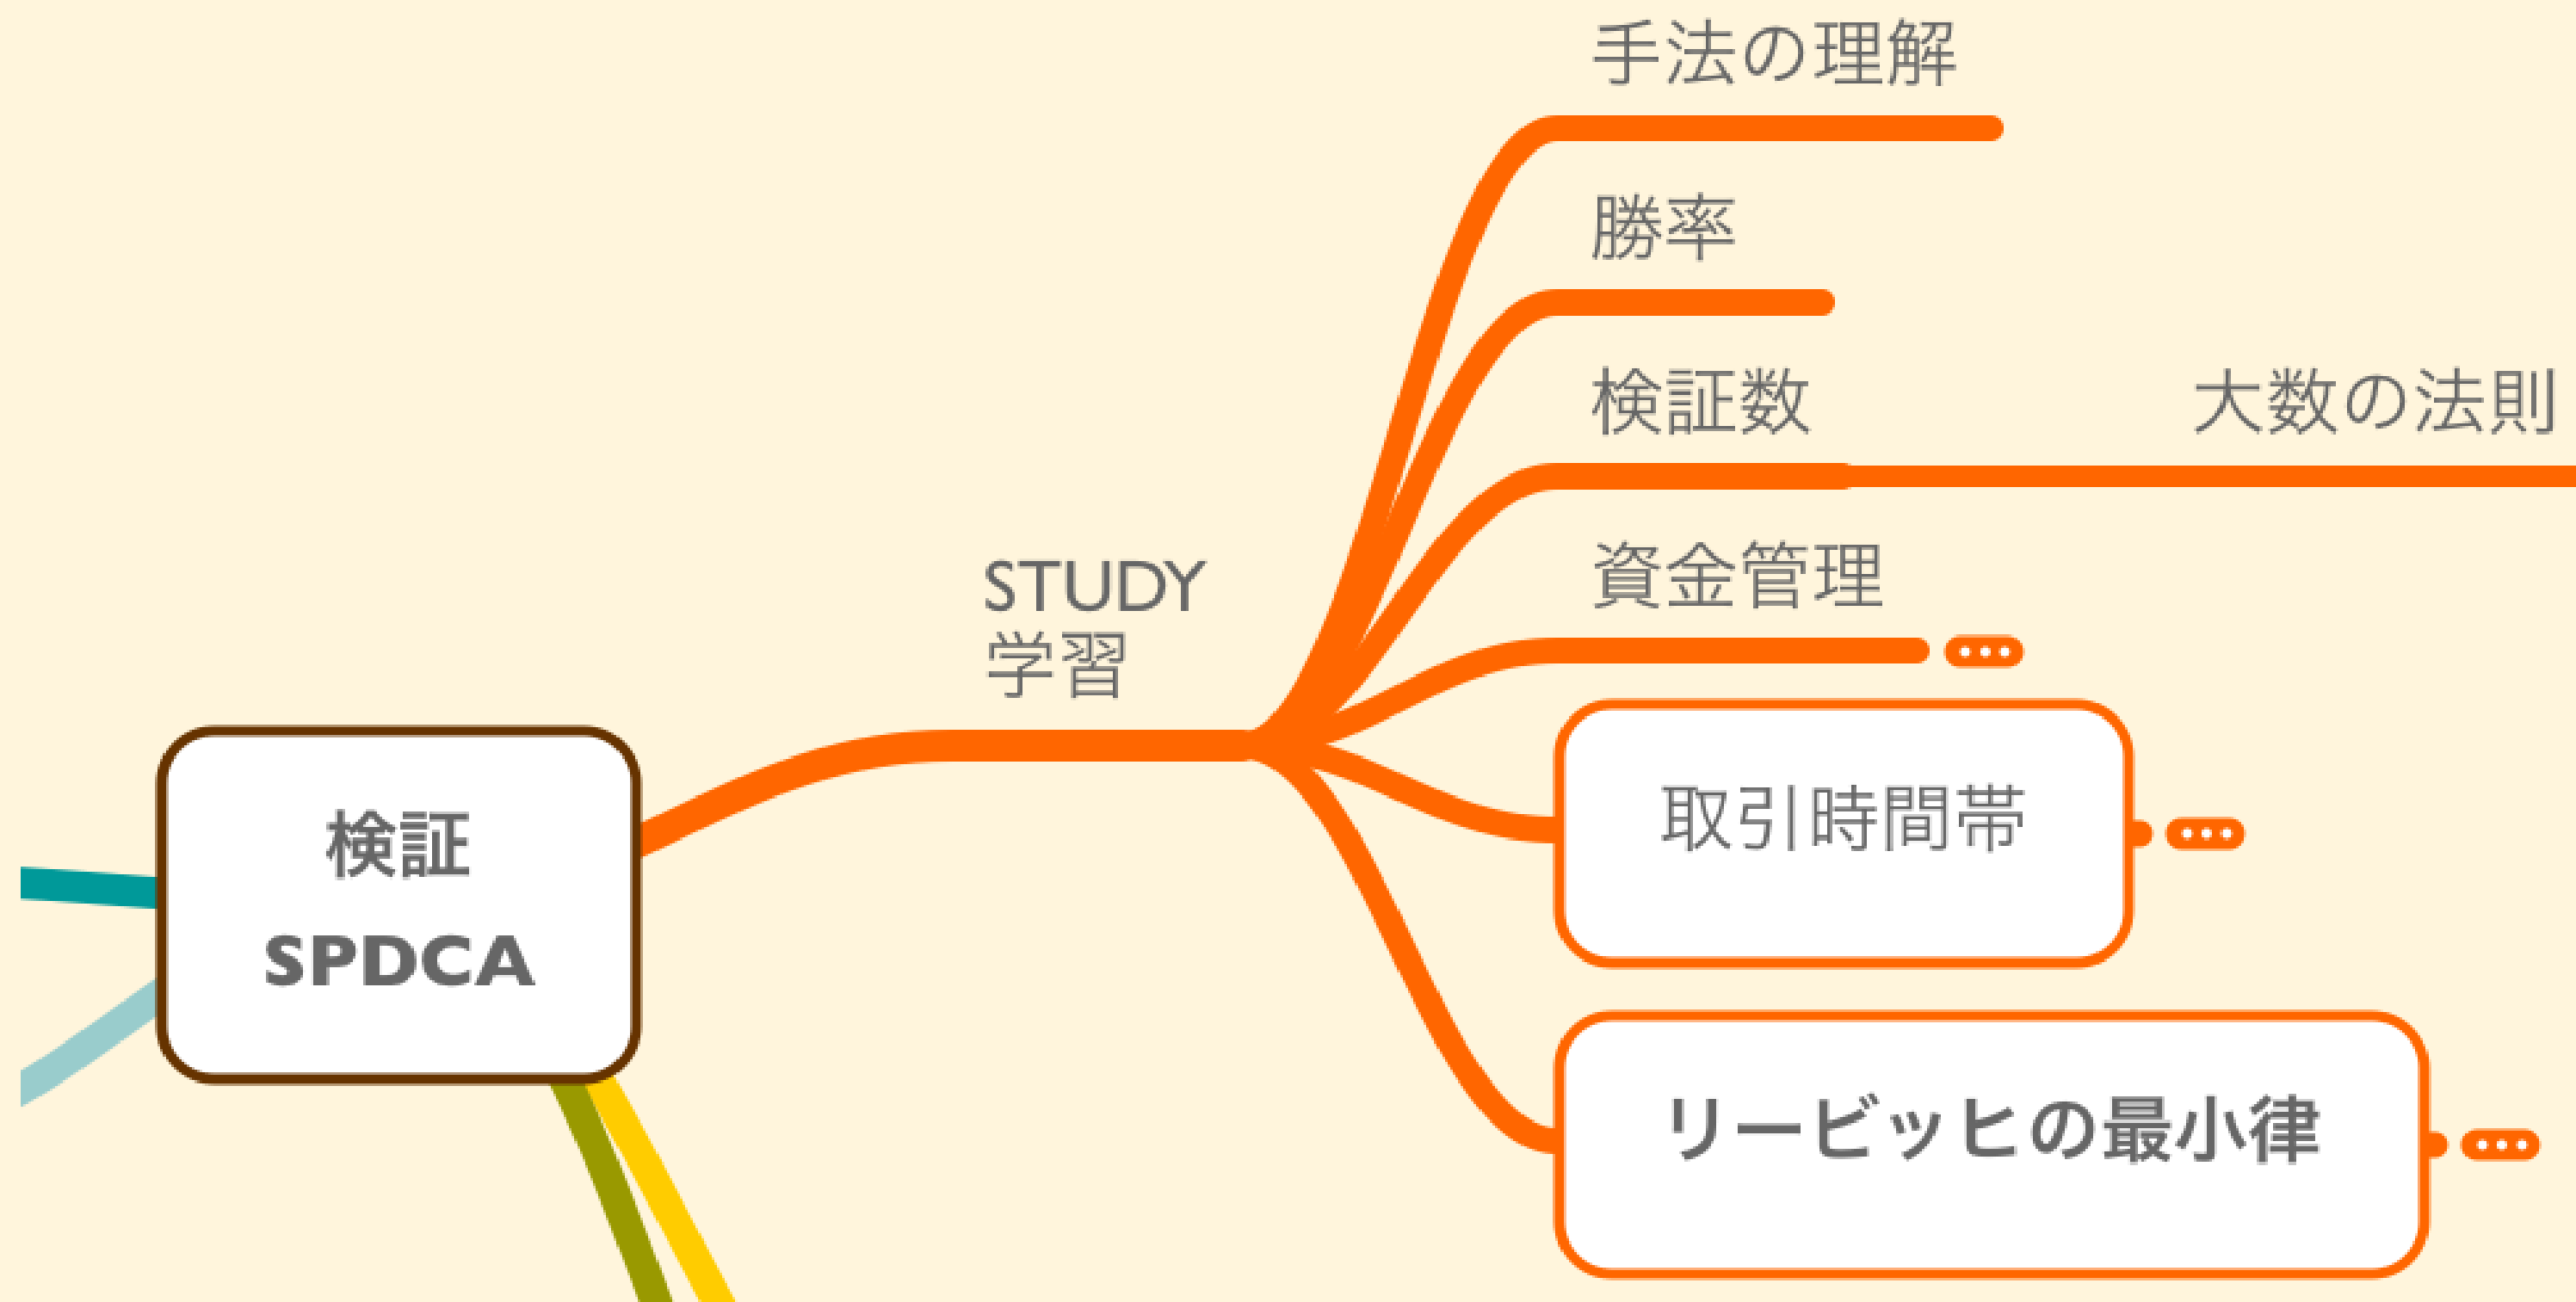 手法の理解
勝率
検証数
大数の法則
資金管理
STUDY
学習
取引時間帯
検証
SPDCA
リービッヒの最小律